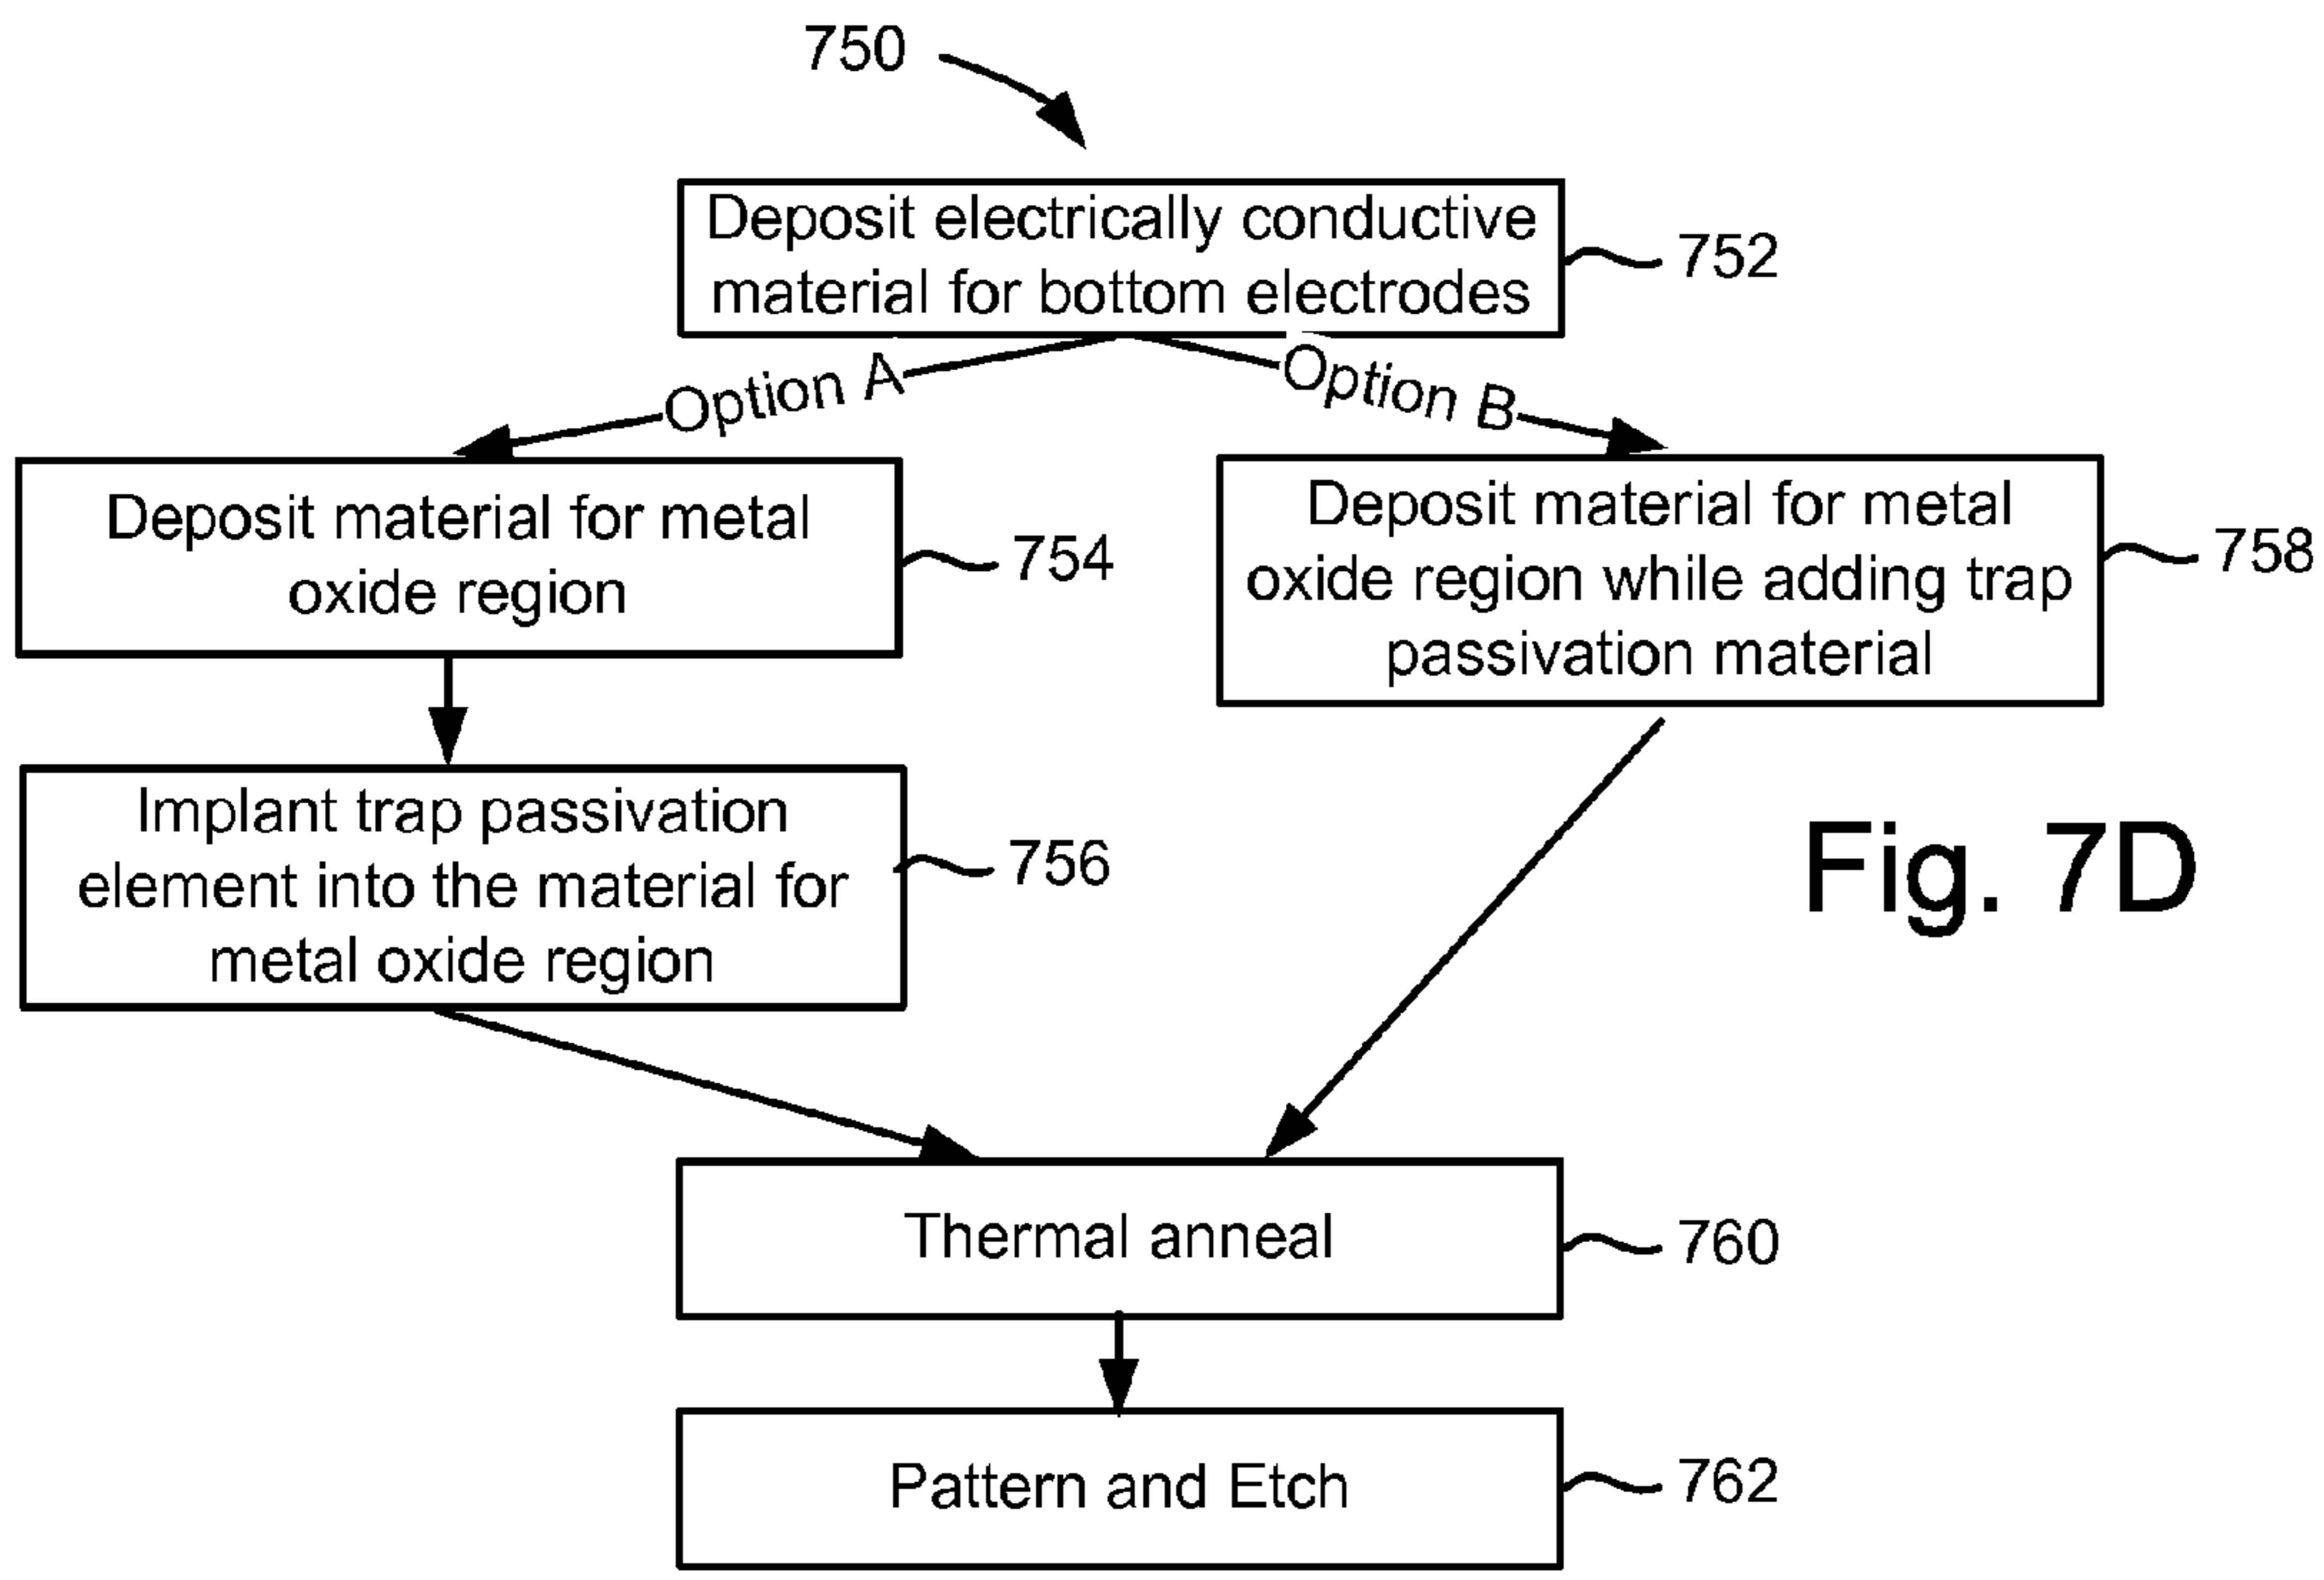 750
Deposit electrically conductive
material for bottom electrodes
752
Option A
Option B
Deposit material for metal
oxide region
754
Deposit material for metal
oxide region while adding trap
passivation material
758
Implant trap passivation
element into the material for
metal oxide region
756
Fig. 7D
Thermal anneal
760
Pattern and Etch
762